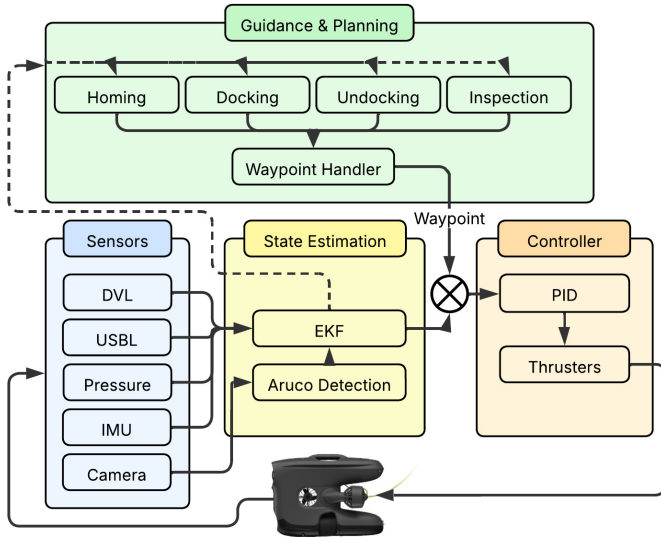 Guidance & Planning
Homing
Docking
Undocking
Inspection
Waypoint Handler
Waypoint
Sensors
DVL
USBL
Pressure
IMU
Camera
State Estimation
EKF
Aruco Detection
Controller
PID
Thrusters